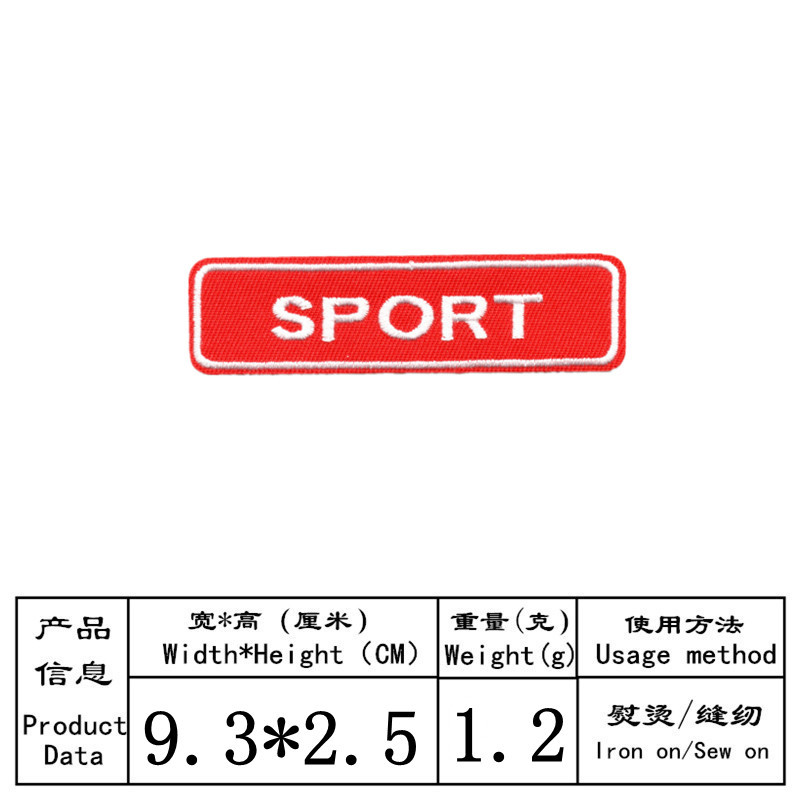 SPORT
产品
信息
Product
Data
宽*高 (厘米)
Width*Height (CM)
重量(克)
Weight(g)
使用方法
Usage method
9.3*2.5
1.2
熨烫/缝纫
Iron on/Sew on